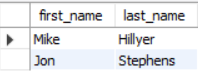 first_name last_name
Mike Hillyer
Jon Stephens